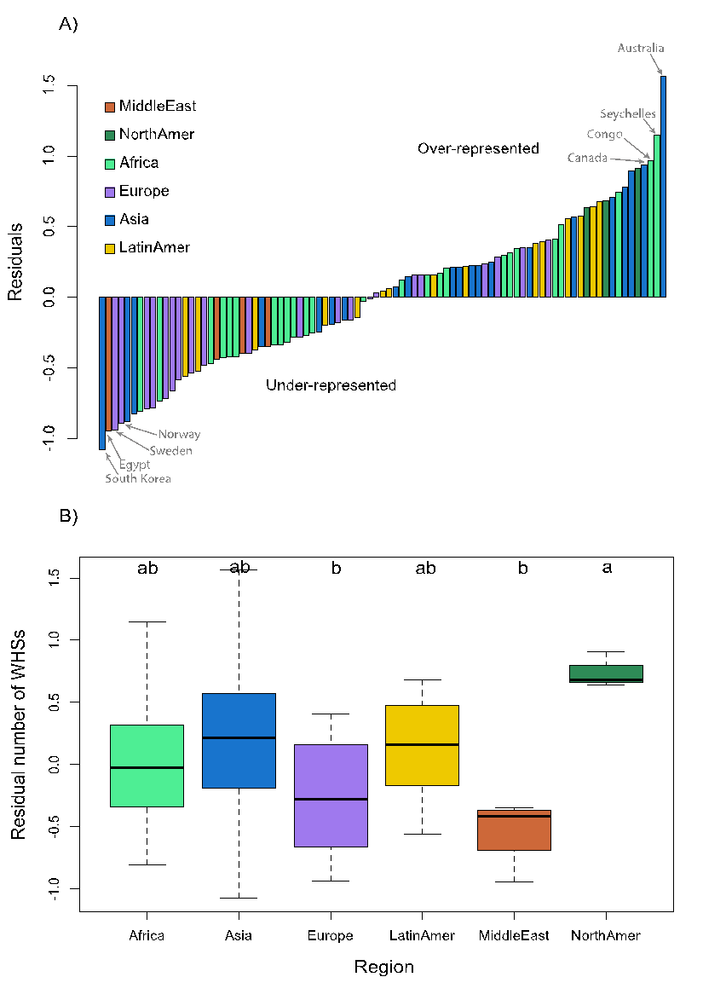 A)
Australia
1.5
MiddleEast
Seychelles
NorthAmer
Congo
Over-represented
1.0
Canada
Africa
Europe
Asia
0.5
LatinAmer
Residuals
0.0
-0.5
Under-represented
-1.0
Norway
Sweden
Egypt
South Korea
B)
ab ab b ab b a
1.5
1.0
0.5
Residual number of WHSs
0.0
-0.5
-1.0
Africa Asia Europe LatinAmer MiddleEast NorthAmer
Region